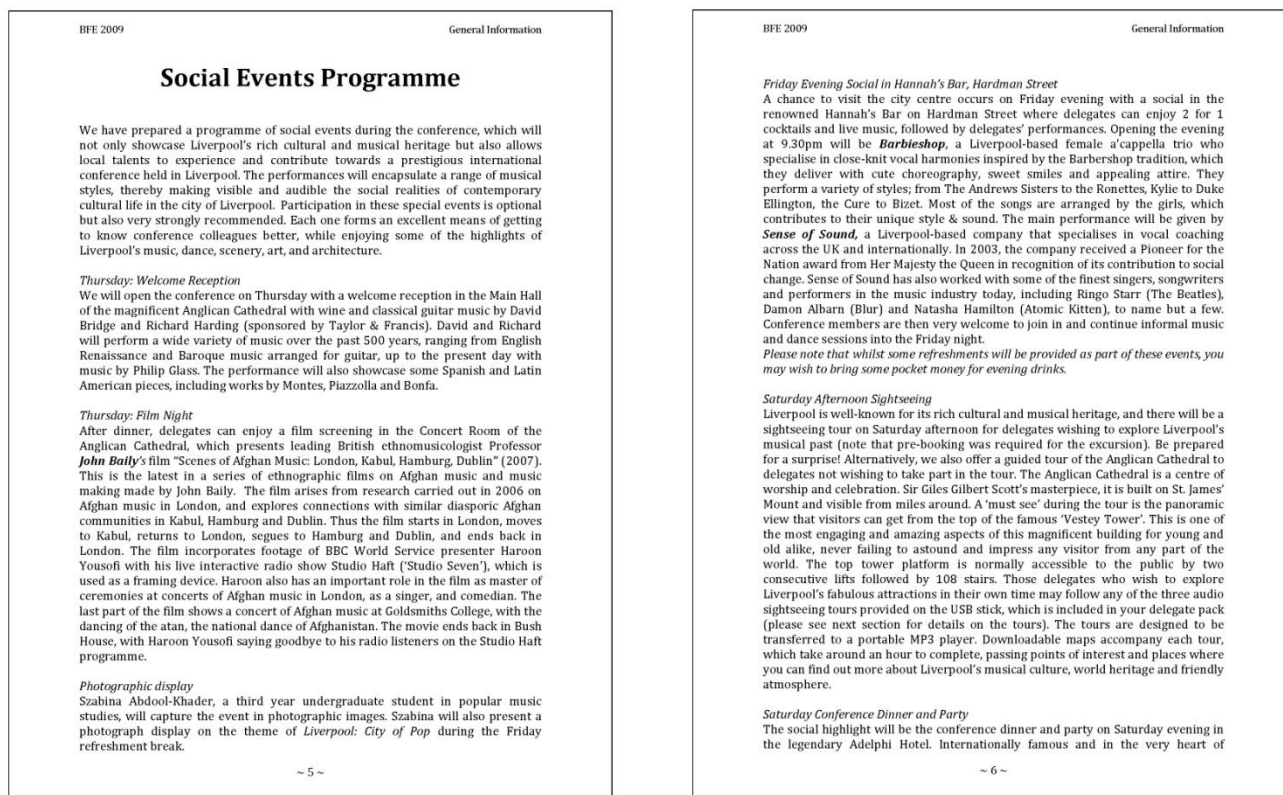 BFE 2009 General Information
Social Events Programme
We have prepared a programme of social events during the conference, which will
not only showcase Liverpool's rich cultural and musical heritage but also allows
local talents to experience and contribute towards a prestigious international
conference held in Liverpool. The performances will encapsulate a range of musical
styles, thereby making visible and audible the social realities of contemporary
cultural life in the city of Liverpool. Participation in these special events is optional
but also very strongly recommended. Each one forms an excellent means of getting
to know conference colleagues better, while enjoying some of the highlights of
Liverpool's music, dance, scenery, art, and architecture.
Thursday: Welcome Reception
We will open the conference on Thursday with a welcome reception in the Main Hall
of the magnificent Anglican Cathedral with wine and classical guitar music by David
Bridge and Richard Harding (sponsored by Taylor & Francis). David and Richard
will perform a wide variety of music over the past 500 years, ranging from English
Renaissance and Baroque music arranged for guitar, up to the present day with
music by Philip Glass. The performance will also showcase some Spanish and Latin
American pieces, including works by Montes, Piazzolla and Bonfa.
Thursday: Film Night
After dinner, delegates can enjoy a film screening in the Concert Room of the
Anglican Cathedral, which presents leading British ethnomusicologist Professor
John Baily's film "Scenes of Afghan Music: London, Kabul, Hamburg, Dublin" (2007).
This is the latest in a series of ethnographic films on Afghan music and music
making made by John Baily. The film arises from research carried out in 2006 on
Afghan music in London, and explores connections with similar diasporic Afghan
communities in Kabul, Hamburg and Dublin. Thus the film starts in London, moves
to Kabul, returns to London, segues to Hamburg and Dublin, and ends back in
London. The film incorporates footage of BBC World Service presenter Haroon
Yousofi with his live interactive radio show Studio Haft ('Studio Seven'), which is
used as a framing device. Haroon also has an important role in the film as master of
ceremonies at concerts of Afghan music in London, as a singer, and comedian. The
last part of the film shows a concert of Afghan music at Goldsmiths College, with the
dancing of the atan, the national dance of Afghanistan. The movie ends back in Bush
House, with Haroon Yousofi saying goodbye to his radio listeners on the Studio Haft
programme.
Photographic display
Szabina Abdool-Khader, a third year undergraduate student in popular music
studies, will capture the event in photographic images. Szabina will also present a
photograph display on the theme of Liverpool: City of Pop during the Friday
refreshment break.
~ 5 ~
BFE 2009 General Information
Friday Evening Social in Hannah's Bar, Hardman Street
A chance to visit the city centre occurs on Friday evening with a social in the
renowned Hannah's Bar on Hardman Street where delegates can enjoy 2 for 1
cocktails and live music, followed by delegates' performances. Opening the evening
at 9.30pm will be Barbieshop, a Liverpool-based female a'cappella trio who
specialise in close-knit vocal harmonies inspired by the Barbershop tradition, which
they deliver with cute choreography, sweet smiles and appealing attire. They
perform a variety of styles; from The Andrews Sisters to the Ronettes, Kylie to Duke
Ellington, the Cure to Bizet. Most of the songs are arranged by the girls, which
contributes to their unique style & sound. The main performance will be given by
Sense of Sound, a Liverpool-based company that specialises in vocal coaching
across the UK and internationally. In 2003, the company received a Pioneer for the
Nation award from Her Majesty the Queen in recognition of its contribution to social
change. Sense of Sound has also worked with some of the finest singers, songwriters
and performers in the music industry today, including Ringo Starr (The Beatles),
Damon Albarn (Blur) and Natasha Hamilton (Atomic Kitten), to name but a few.
Conference members are then very welcome to join in and continue informal music
and dance sessions into the Friday night.
Please note that whilst some refreshments will be provided as part of these events, you
may wish to bring some pocket money for evening drinks.
Saturday Afternoon Sightseeing
Liverpool is well-known for its rich cultural and musical heritage, and there will be a
sightseeing tour on Saturday afternoon for delegates wishing to explore Liverpool's
musical past (note that pre-booking was required for the excursion). Be prepared
for a surprise! Alternatively, we also offer a guided tour of the Anglican Cathedral to
delegates not wishing to take part in the tour. The Anglican Cathedral is a centre of
worship and celebration. Sir Giles Gilbert Scott's masterpiece, it is built on St. James'
Mount and visible from miles around. A 'must see' during the tour is the panoramic
view that visitors can get from the top of the famous 'Vestey Tower'. This is one of
the most engaging and amazing aspects of this magnificent building for young and
old alike, never failing to astound and impress any visitor from any part of the
world. The top tower platform is normally accessible to the public by two
consecutive lifts followed by 108 stairs. Those delegates who wish to explore
Liverpool's fabulous attractions in their own time may follow any of the three audio
sightseeing tours provided on the USB stick, which is included in your delegate pack
(please see next section for details on the tours). The tours are designed to be
transferred to a portable MP3 player. Downloadable maps accompany each tour,
which take around an hour to complete, passing points of interest and places where
you can find out more about Liverpool's musical culture, world heritage and friendly
atmosphere.
Saturday Conference Dinner and Party
The social highlight will be the conference dinner and party on Saturday evening in
the legendary Adelphi Hotel. Internationally famous and in the very heart of
~ 6 ~